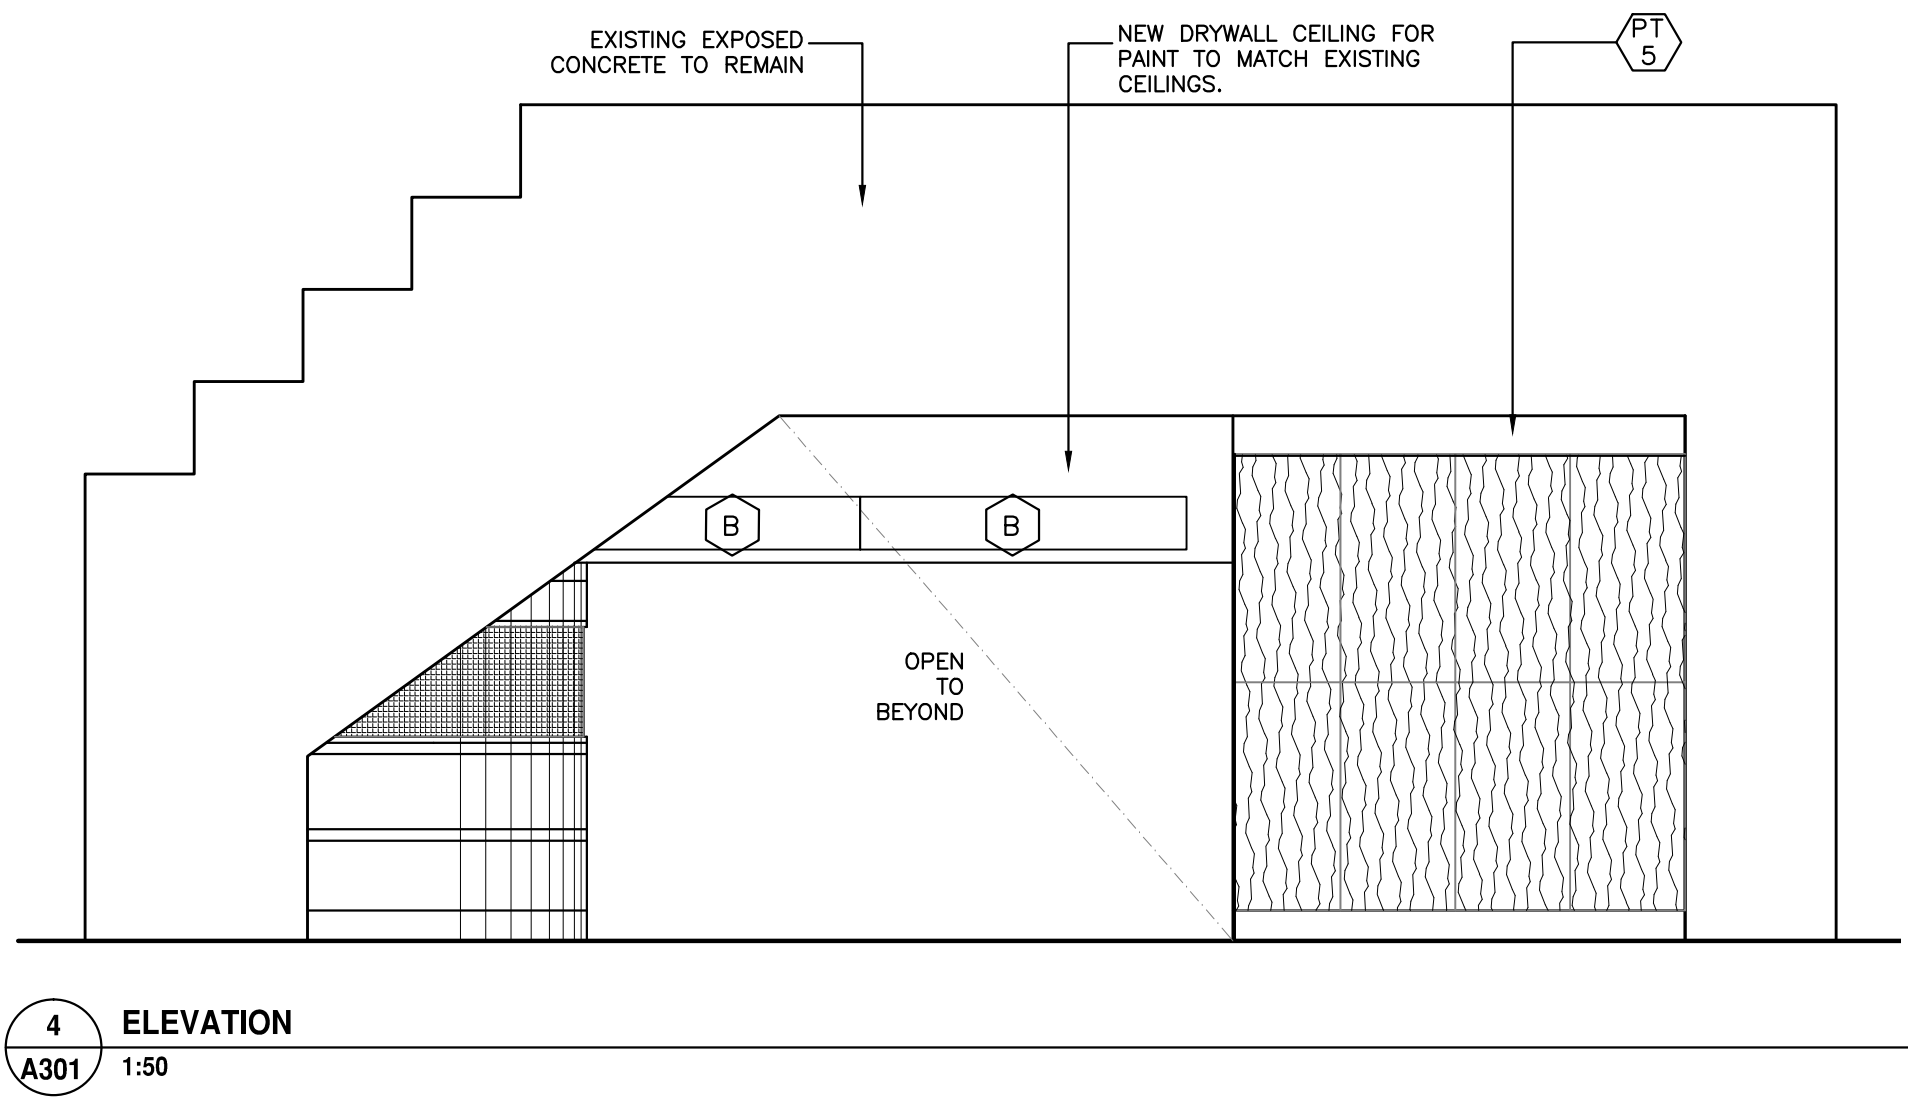 EXISTING EXPOSED
CONCRETE TO REMAIN
NEW DRYWALL CEILING FOR
PAINT TO MATCH EXISTING
CEILINGS.
PT
5
B
B
OPEN
TO
BEYOND
4
ELEVATION
A301
1:50